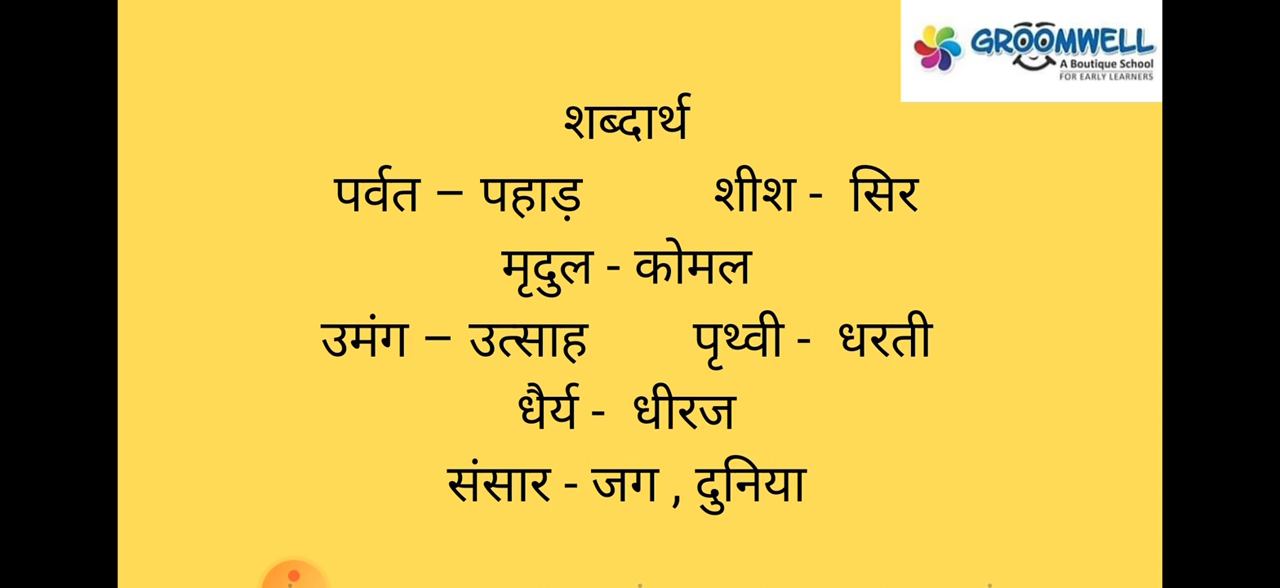 GROOMWELL
A Boutique School
FOR EARLY LEARNERS
शब्दार्थ
पर्वत – पहाड़ शीश - सिर
मृदुल - कोमल
उमंग – उत्साह पृथ्वी - धरती
धैर्य - धीरज
संसार - जग , दुनिया